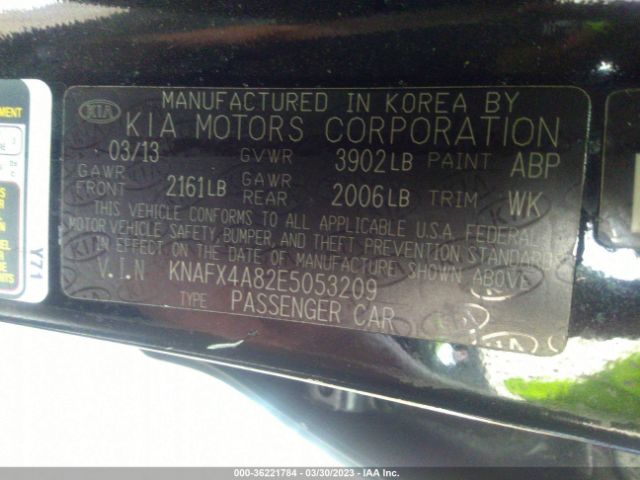 KIA
MANUFACTURED IN KOREA BY
KIA MOTORS CORPORATION
03/13 GVWR 3902LB PAINT ABP
GAWR FRONT 2161LB GAWR REAR 2006LB TRIM WK
THIS VEHICLE CONFORMS TO ALL APPLICABLE U.S.A. FEDERAL
MOTOR VEHICLE SAFETY, BUMPER, AND THEFT PREVENTION STANDARDS
IN EFFECT ON THE DATE OF MANUFACTURE SHOWN ABOVE
V.I.N KNAFX4A82E5053209
TYPE PASSENGER CAR
Y71
000-36221784 — 03/30/2023 — IAA Inc.